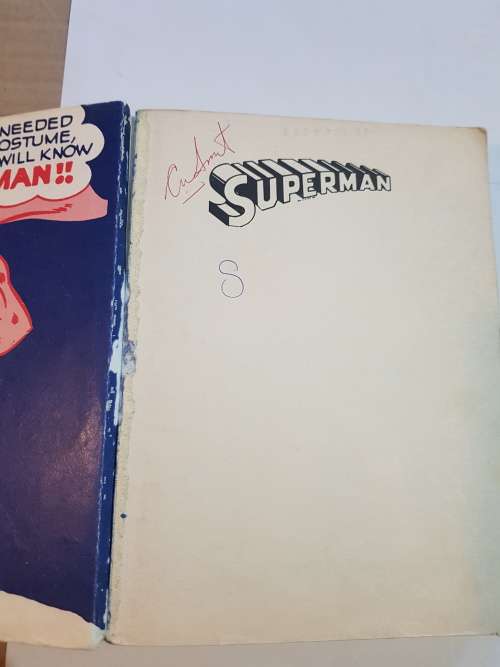 NEEDED
OSTUME,
WILL KNOW
MAN!!
SUPERMAN
S